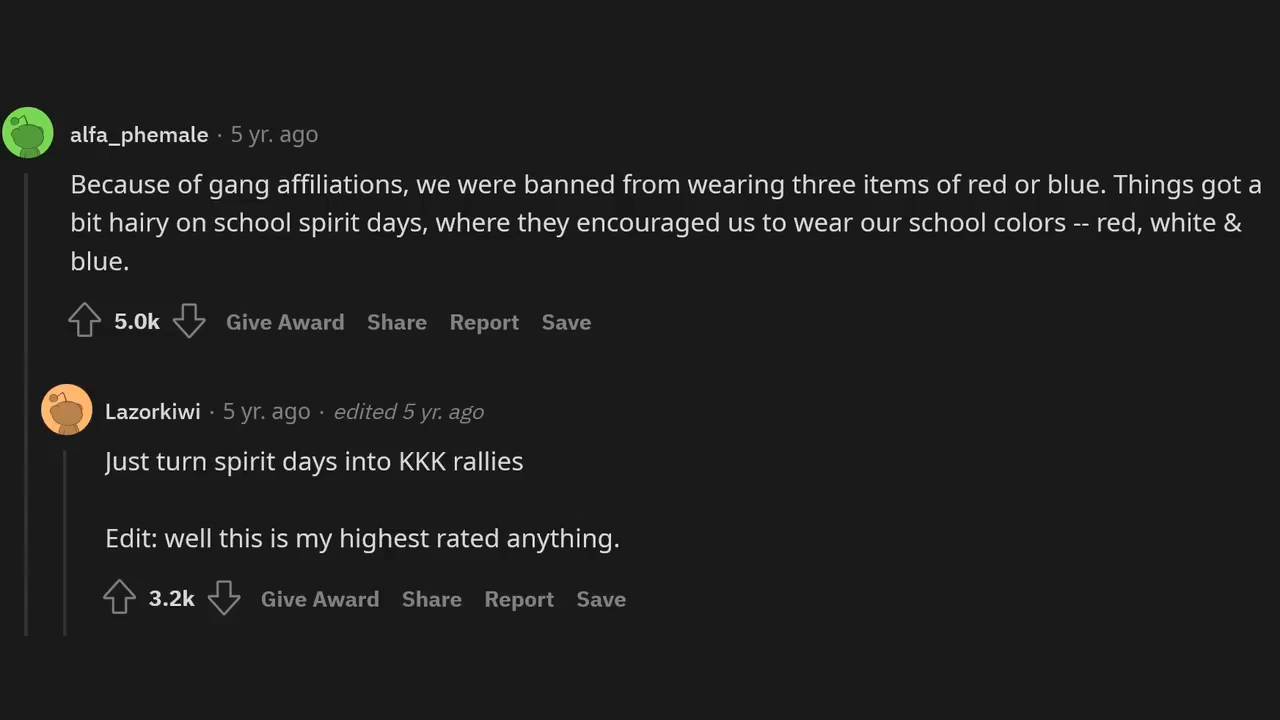 alfa_phemale · 5 yr. ago
Because of gang affiliations, we were banned from wearing three items of red or blue. Things got a
bit hairy on school spirit days, where they encouraged us to wear our school colors -- red, white &
blue.
5.0k Give Award Share Report Save
Lazorkiwi · 5 yr. ago · edited 5 yr. ago
Just turn spirit days into KKK rallies
Edit: well this is my highest rated anything.
3.2k Give Award Share Report Save